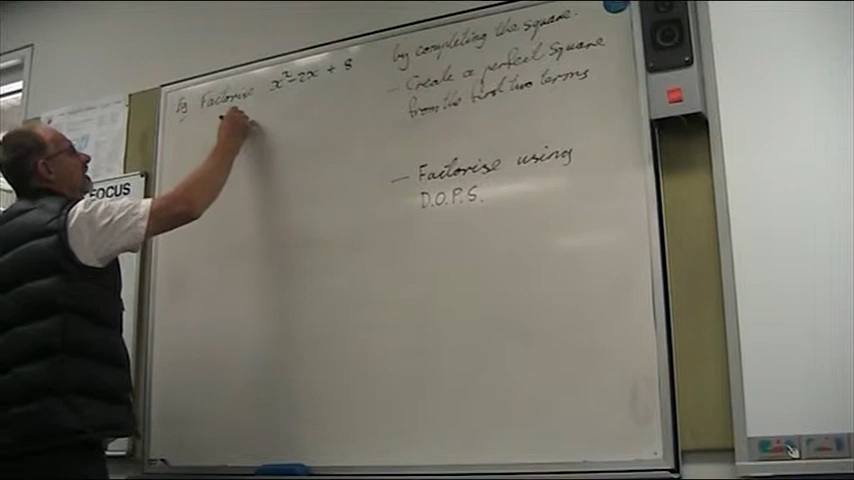 Eg Factorise x² - 2x + 8
by completing the square.
- Create a perfect square
from the first two terms
- Factorise using
D.O.P.S.
FOCUS